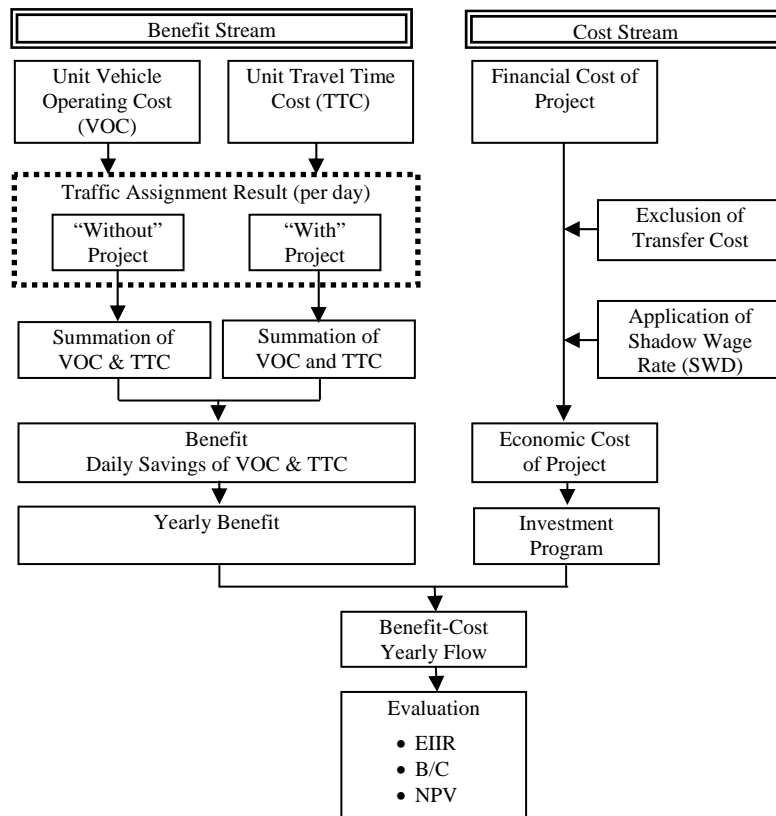 Benefit Stream
Cost Stream
Unit Vehicle
Operating Cost
(VOC)
Unit Travel Time
Cost (TTC)
Financial Cost of
Project
Traffic Assignment Result (per day)
“Without”
Project
“With”
Project
Exclusion of
Transfer Cost
Summation of
VOC & TTC
Summation of
VOC and TTC
Application of
Shadow Wage
Rate (SWD)
Benefit
Daily Savings of VOC & TTC
Economic Cost
of Project
Yearly Benefit
Investment
Program
Benefit-Cost
Yearly Flow
Evaluation
• EIIR
• B/C
• NPV